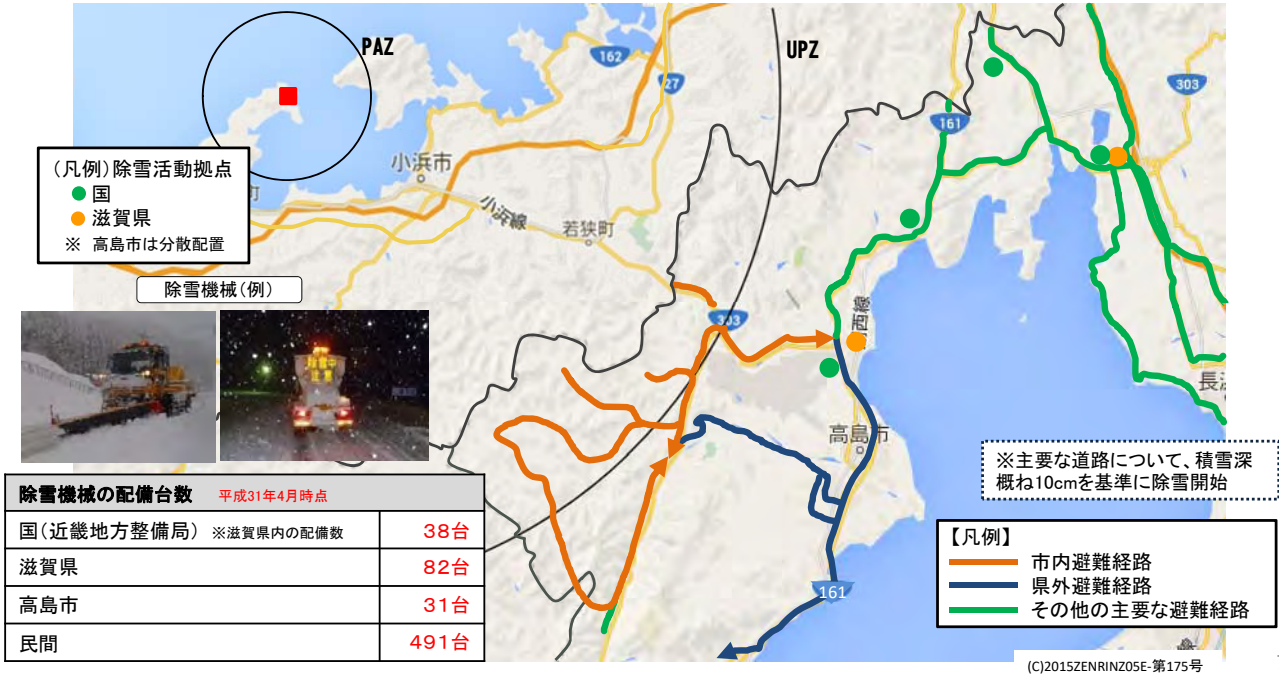 PAZ
UPZ
162
27
303
161
小浜市
小浜線
若狭町
(凡例)除雪活動拠点
国
滋賀県
※ 高島市は分散配置
町
除雪機械(例)
除雪中
注意
303
西線
高島市
長
161
※主要な道路について、積雪深
概ね10cmを基準に除雪開始
【凡例】
市内避難経路
県外避難経路
その他の主要な避難経路
除雪機械の配備台数 平成31年4月時点
国(近畿地方整備局) ※滋賀県内の配備数 38台
滋賀県 82台
高島市 31台
民間 491台
(C)2015ZENRINZ05E-第175号